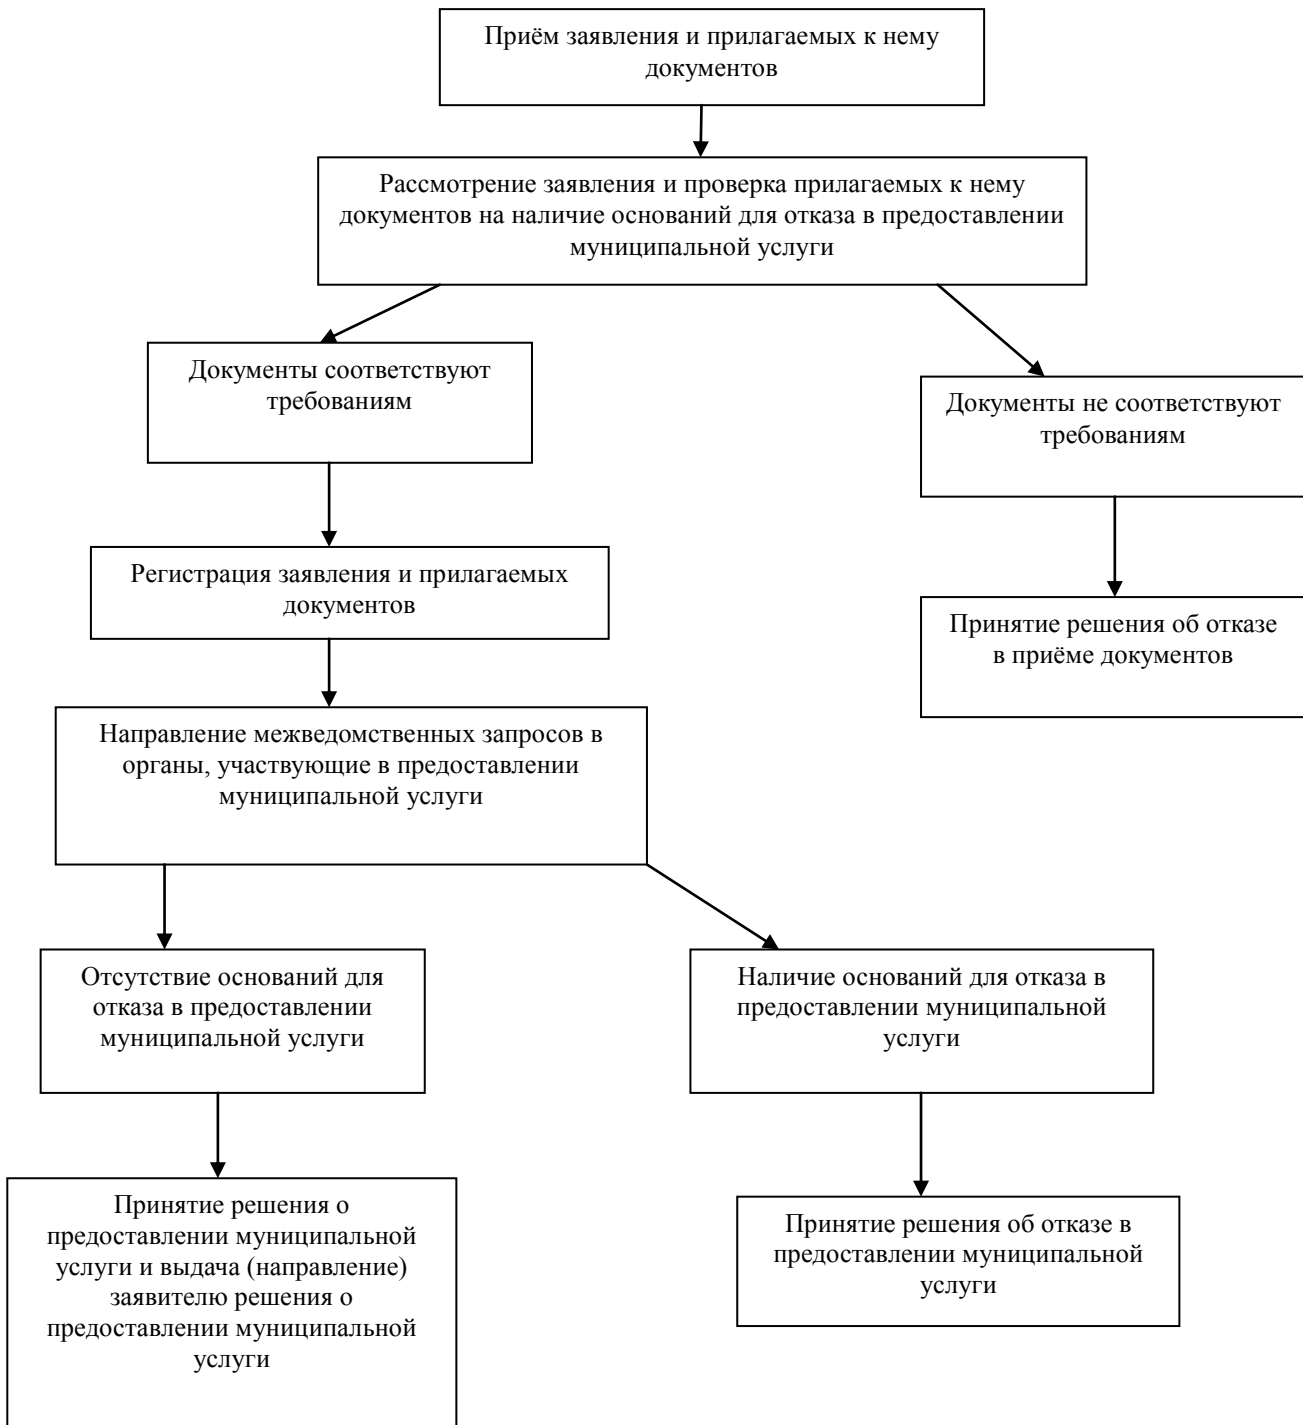 Приём заявления и прилагаемых к нему
документов
Рассмотрение заявления и проверка прилагаемых к нему
документов на наличие оснований для отказа в предоставлении
муниципальной услуги
Документы соответствуют
требованиям
Документы не соответствуют
требованиям
Регистрация заявления и прилагаемых
документов
Принятие решения об отказе
в приёме документов
Направление межведомственных запросов в
органы, участвующие в предоставлении
муниципальной услуги
Отсутствие оснований для
отказа в предоставлении
муниципальной услуги
Наличие оснований для отказа в
предоставлении муниципальной
услуги
Принятие решения о
предоставлении муниципальной
услуги и выдача (направление)
заявителю решения о
предоставлении муниципальной
услуги
Принятие решения об отказе в
предоставлении муниципальной
услуги